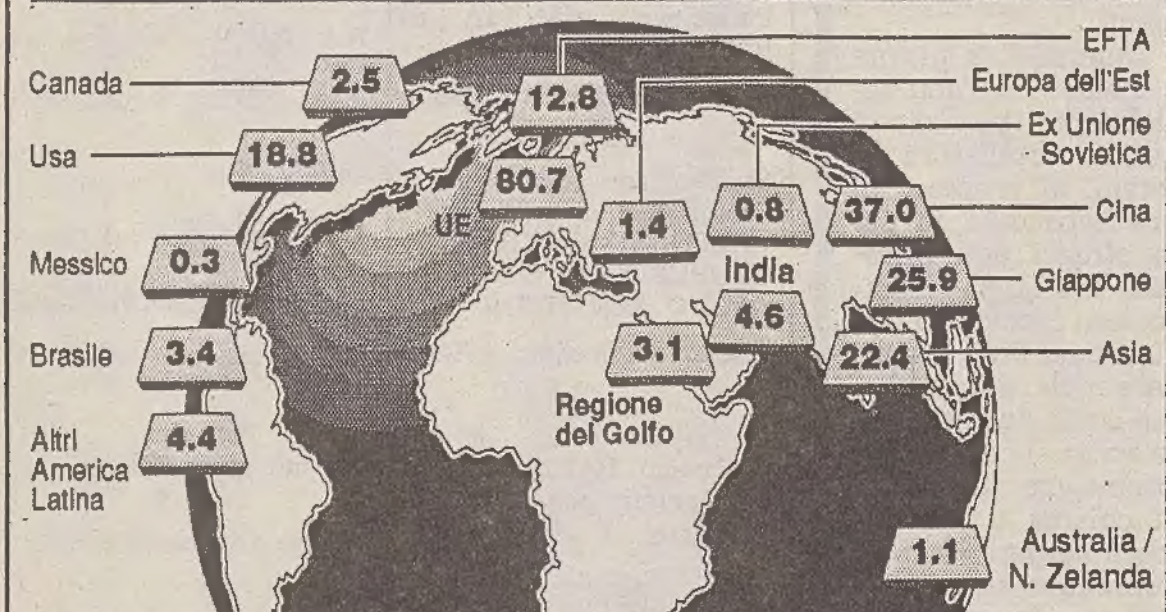 Canada
2.5
EFTA
12.8
Europa dell'Est
Usa
18.8
Ex Unione
Sovietica
80.7
UE
1.4
0.8
37.0
Cina
Messico
0.3
India
4.6
25.9
Giappone
Brasile
3.4
3.1
22.4
Asia
Regione
del Golfo
Altri
America
Latina
4.4
1.1
Australia /
N. Zelanda